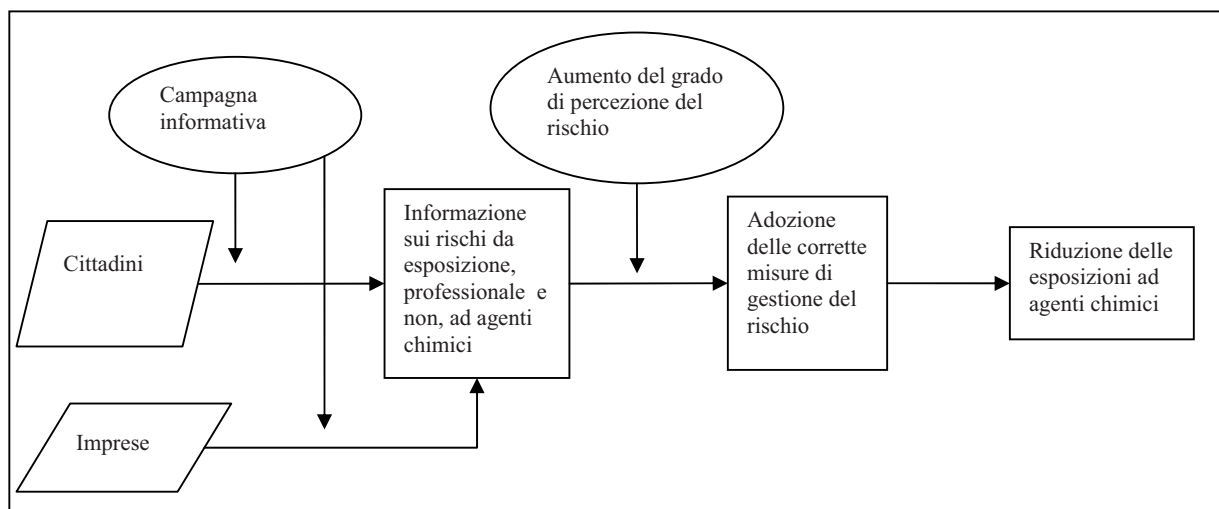 Campagna
informativa
Aumento del grado
di percezione del
rischio
Cittadini
Informazione
sui rischi da
esposizione,
professionale e
non, ad agenti
chimici
Adozione
delle corrette
misure di
gestione del
rischio
Riduzione delle
esposizioni ad
agenti chimici
Imprese